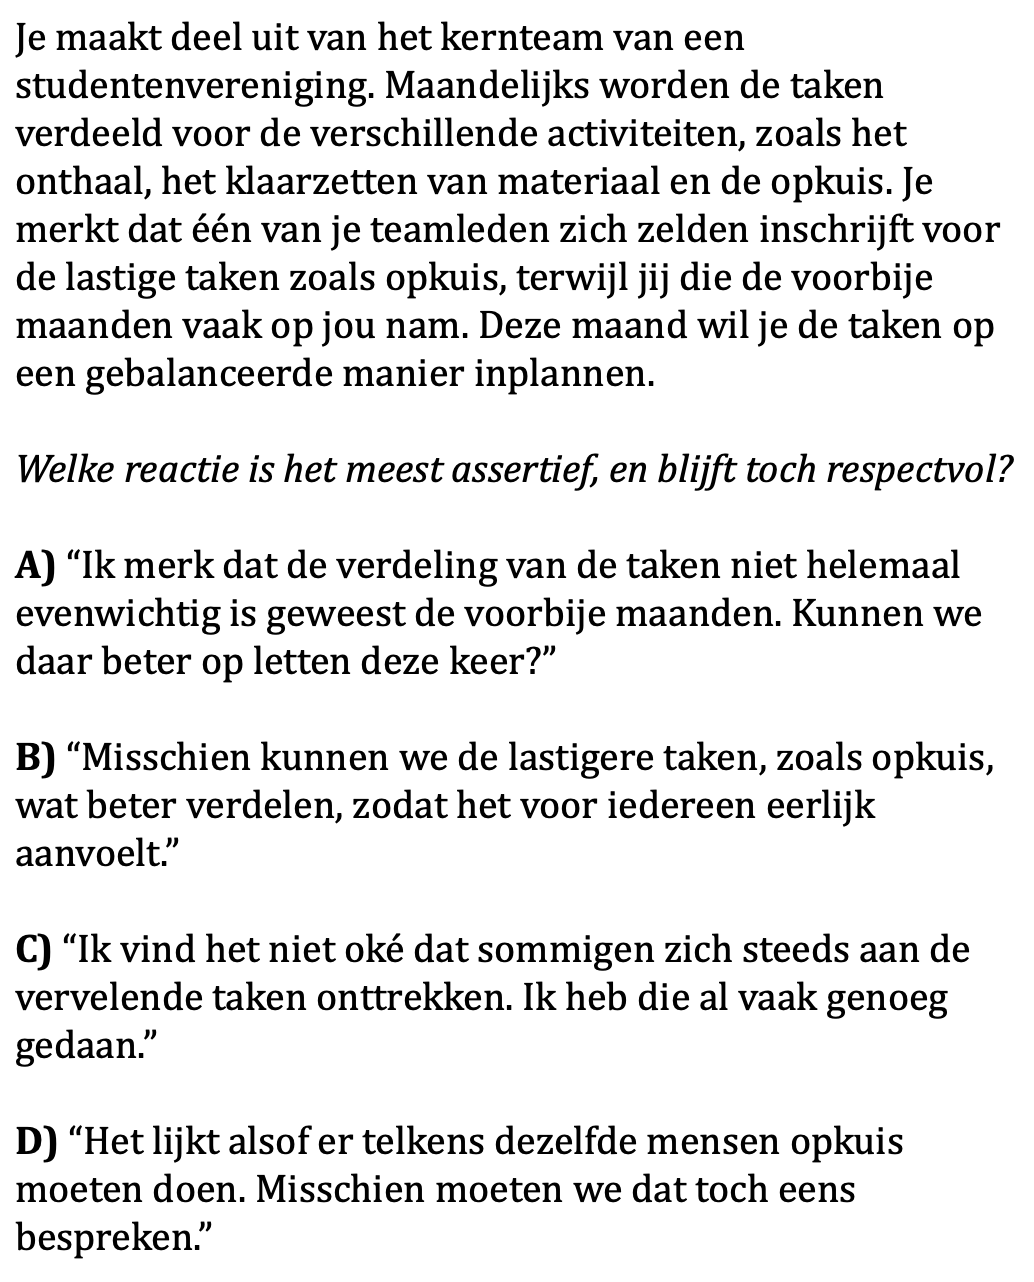 Je maakt deel uit van het kernteam van een
studentenvereniging. Maandelijks worden de taken
verdeeld voor de verschillende activiteiten, zoals het
onthaal, het klaarzetten van materiaal en de opkuis. Je
merkt dat één van je teamleden zich zelden inschrijft voor
de lastige taken zoals opkuis, terwijl jij die de voorbije
maanden vaak op jou nam. Deze maand wil je de taken op
een gebalanceerde manier inplannen.
Welke reactie is het meest assertief, en blijft toch respectvol?
A) “Ik merk dat de verdeling van de taken niet helemaal
evenwichtig is geweest de voorbije maanden. Kunnen we
daar beter op letten deze keer?”
B) “Misschien kunnen we de lastigere taken, zoals opkuis,
wat beter verdelen, zodat het voor iedereen eerlijk
aanvoelt.”
C) “Ik vind het niet oké dat sommigen zich steeds aan de
vervelende taken onttrekken. Ik heb die al vaak genoeg
gedaan.”
D) “Het lijkt alsof er telkens dezelfde mensen opkuis
moeten doen. Misschien moeten we dat toch eens
bespreken.”